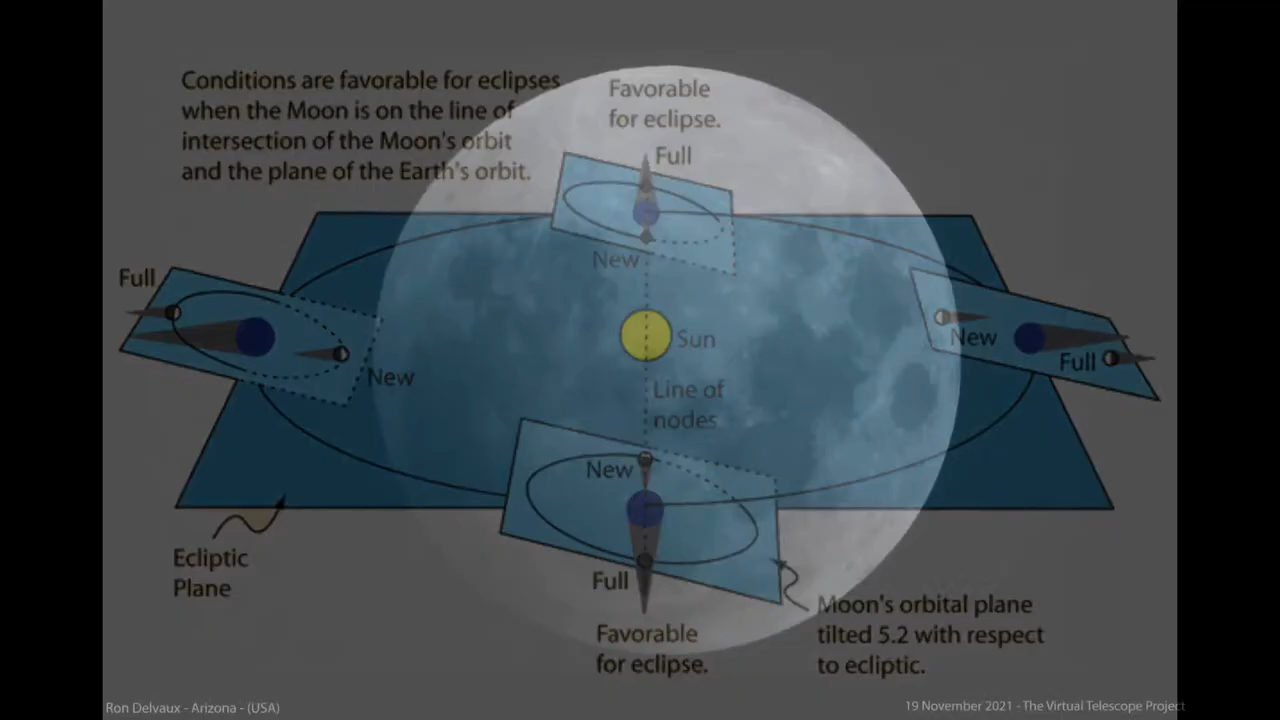 Conditions are favorable for eclipses
when the Moon is on the line of
intersection of the Moon's orbit
and the plane of the Earth's orbit.
Favorable
for eclipse.
Full
New
Full
New
Sun
New
Full
Line of
nodes
New
Full
Ecliptic
Plane
Favorable
for eclipse.
Moon's orbital plane
tilted 5.2 with respect
to ecliptic.
Ron Delvaux - Arizona - (USA)
19 November 2021 - The Virtual Telescope Project